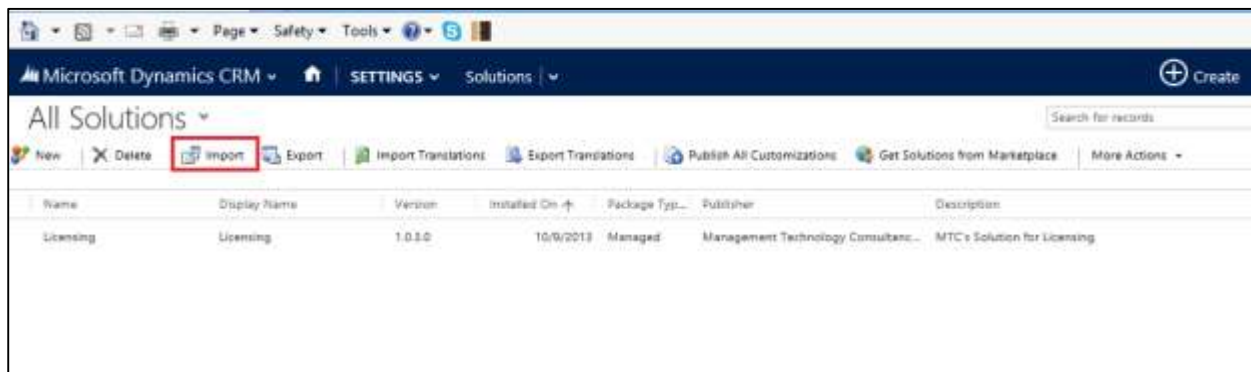 Page Safety Tools
Microsoft Dynamics CRM SETTINGS Solutions Create
All Solutions
Search for records
New Delete Import Export Import Translations Export Translations Publish All Customizations Get Solutions from Marketplace More Actions
Name Display Name Version Installed On Package Typ... Publisher Description
Licensing Licensing 1.0.3.0 10/9/2013 Managed Management Technology Consultanc... MTC's Solution for Licensing